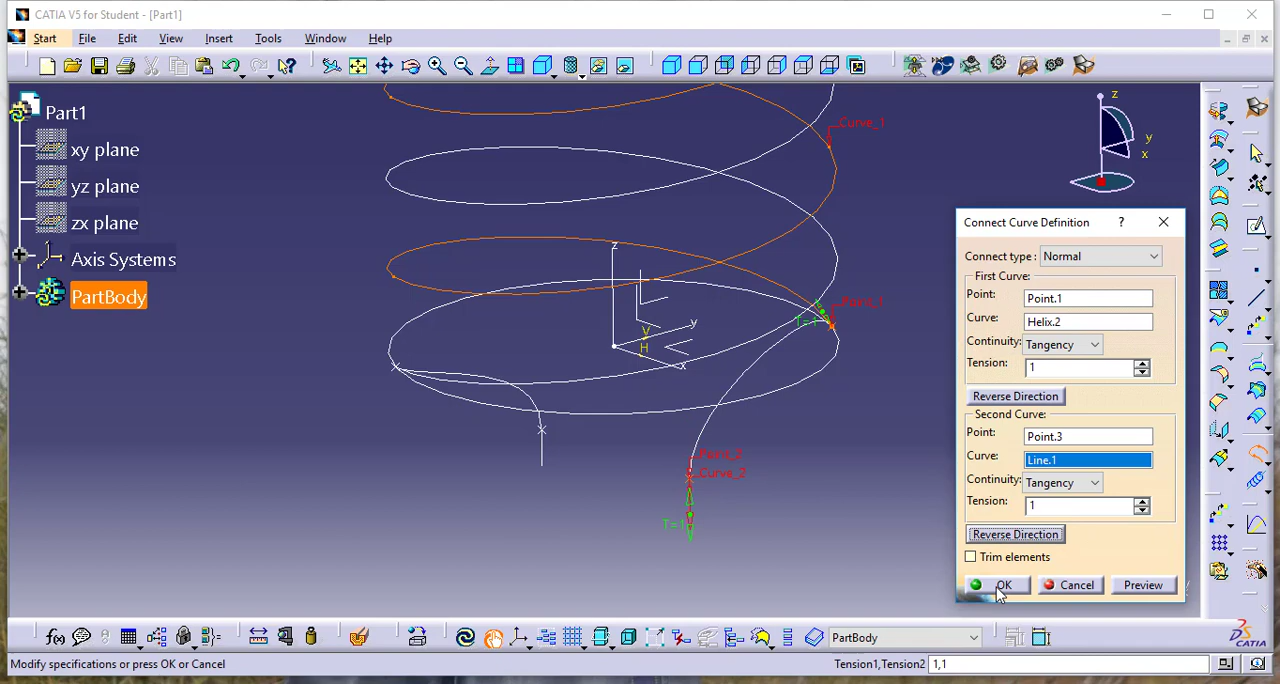 CATIA V5 for Student - [Part1]
Start File Edit View Insert Tools Window Help
Part1
xy plane
yz plane
zx plane
Axis Systems
PartBody
Curve_1
Point_1
T=1
z
y
x
V
H
Point_2
Curve_2
T=1
z
y
x
Connect Curve Definition ? 
Connect type : Normal
First Curve:
Point: Point.1
Curve: Helix.2
Continuity: Tangency
Tension: 1
Reverse Direction
Second Curve:
Point: Point.3
Curve: Line.1
Continuity: Tangency
Tension: 1
Reverse Direction
Trim elements
OK Cancel Preview
f(x)
PartBody
CATIA
Modify specifications or press OK or Cancel
Tension1,Tension2 1,1